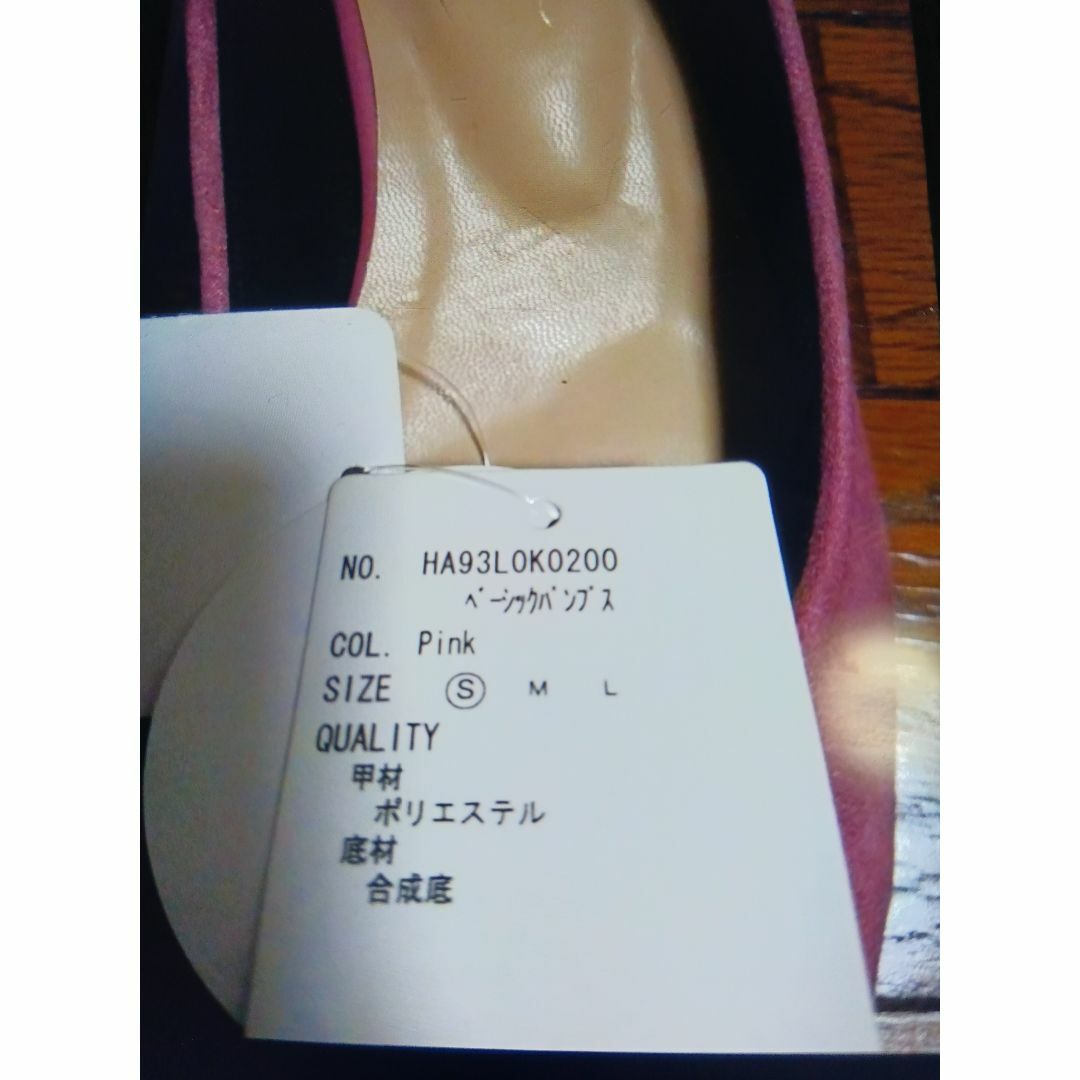 NO. HA93L0K0200
ベーシックパンプス
COL. Pink
SIZE Ⓢ M L
QUALITY
甲材
ポリエステル
底材
合成底